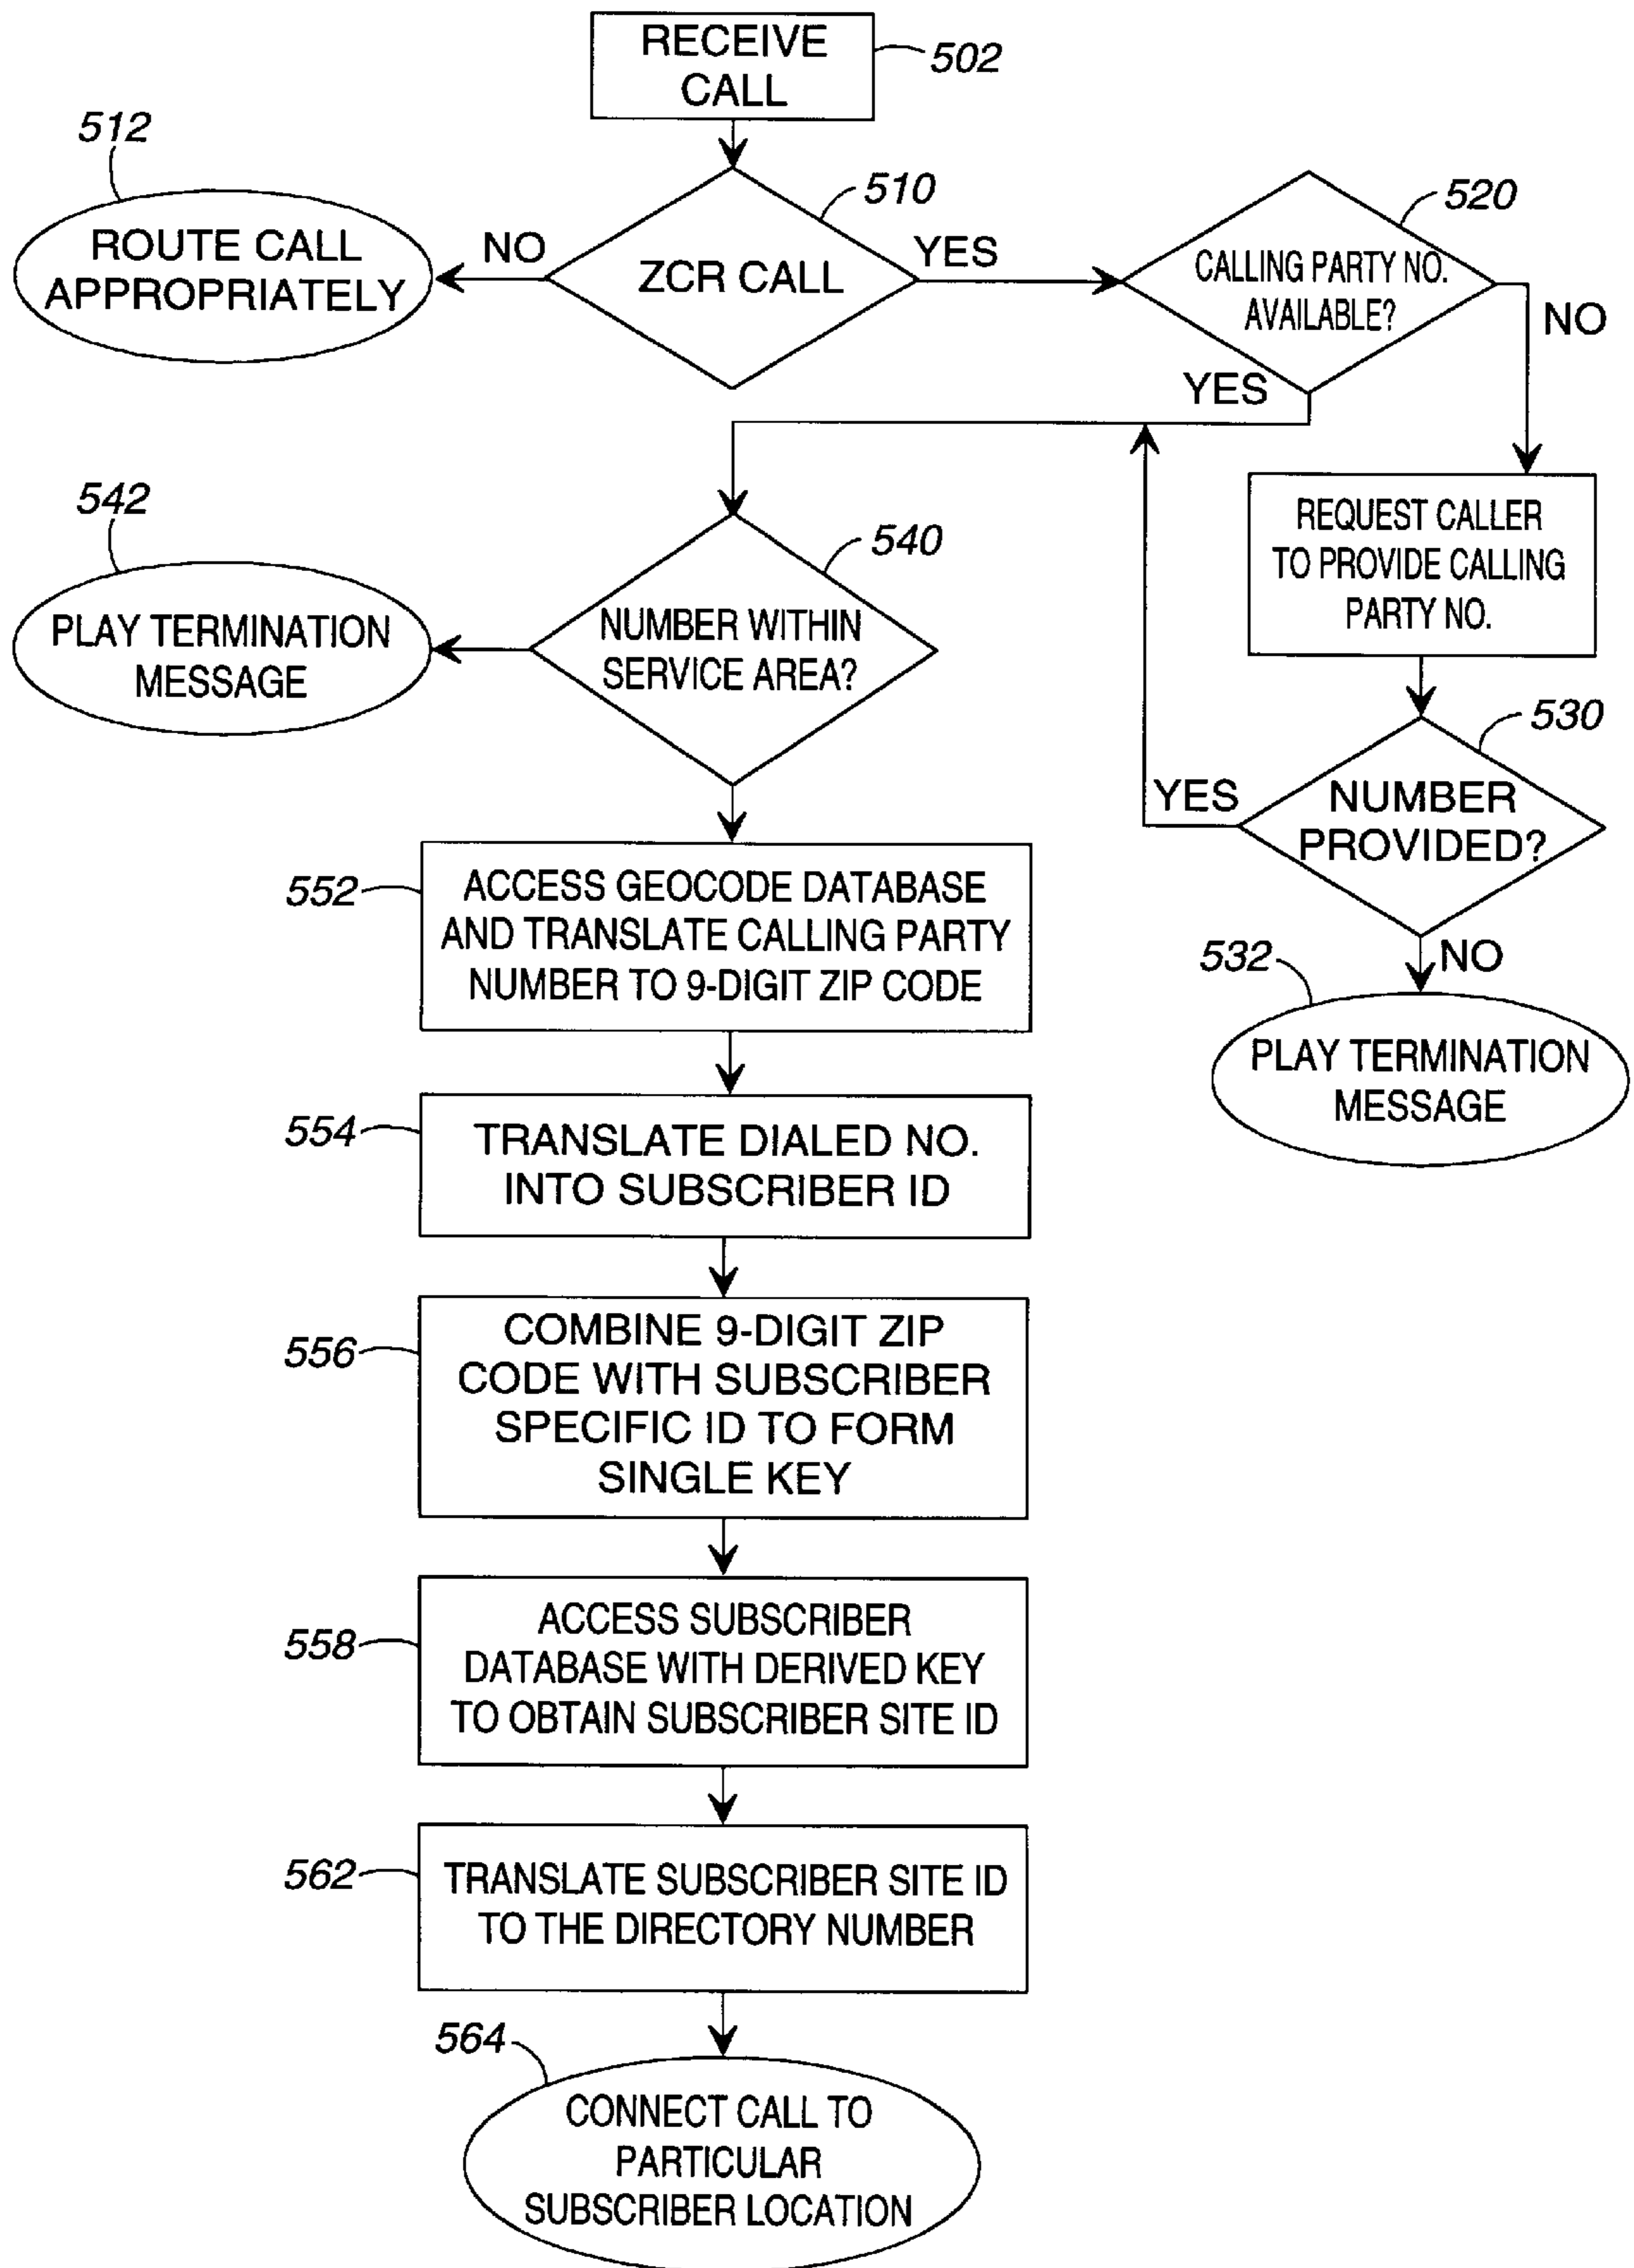 RECEIVE
CALL
502
512
510
520
ROUTE CALL
APPROPRIATELY
NO
ZCR CALL
YES
CALLING PARTY NO.
AVAILABLE?
NO
YES
542
540
REQUEST CALLER
TO PROVIDE CALLING
PARTY NO.
PLAY TERMINATION
MESSAGE
NUMBER WITHIN
SERVICE AREA?
530
YES
NUMBER
PROVIDED?
552
ACCESS GEOCODE DATABASE
AND TRANSLATE CALLING PARTY
NUMBER TO 9-DIGIT ZIP CODE
532
NO
PLAY TERMINATION
MESSAGE
554
TRANSLATE DIALED NO.
INTO SUBSCRIBER ID
556
COMBINE 9-DIGIT ZIP
CODE WITH SUBSCRIBER
SPECIFIC ID TO FORM
SINGLE KEY
558
ACCESS SUBSCRIBER
DATABASE WITH DERIVED KEY
TO OBTAIN SUBSCRIBER SITE ID
562
TRANSLATE SUBSCRIBER SITE ID
TO THE DIRECTORY NUMBER
564
CONNECT CALL TO
PARTICULAR
SUBSCRIBER LOCATION